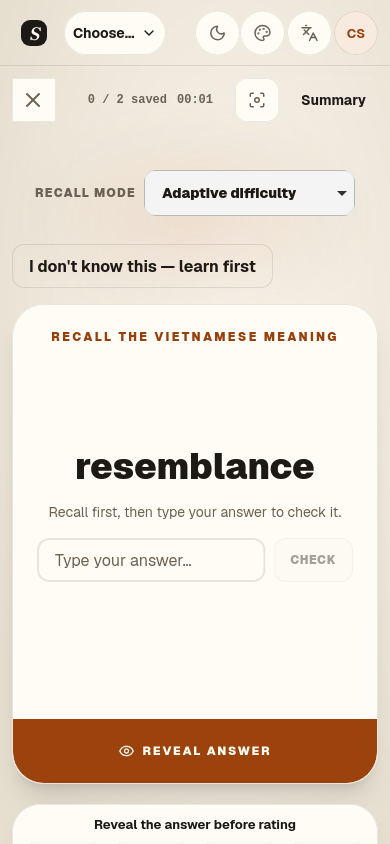 S
Choose...
CS
0 / 2 saved 00:01
Summary
RECALL MODE
Adaptive difficulty
I don't know this — learn first
RECALL THE VIETNAMESE MEANING
resemblance
Recall first, then type your answer to check it.
Type your answer...
CHECK
REVEAL ANSWER
Reveal the answer before rating